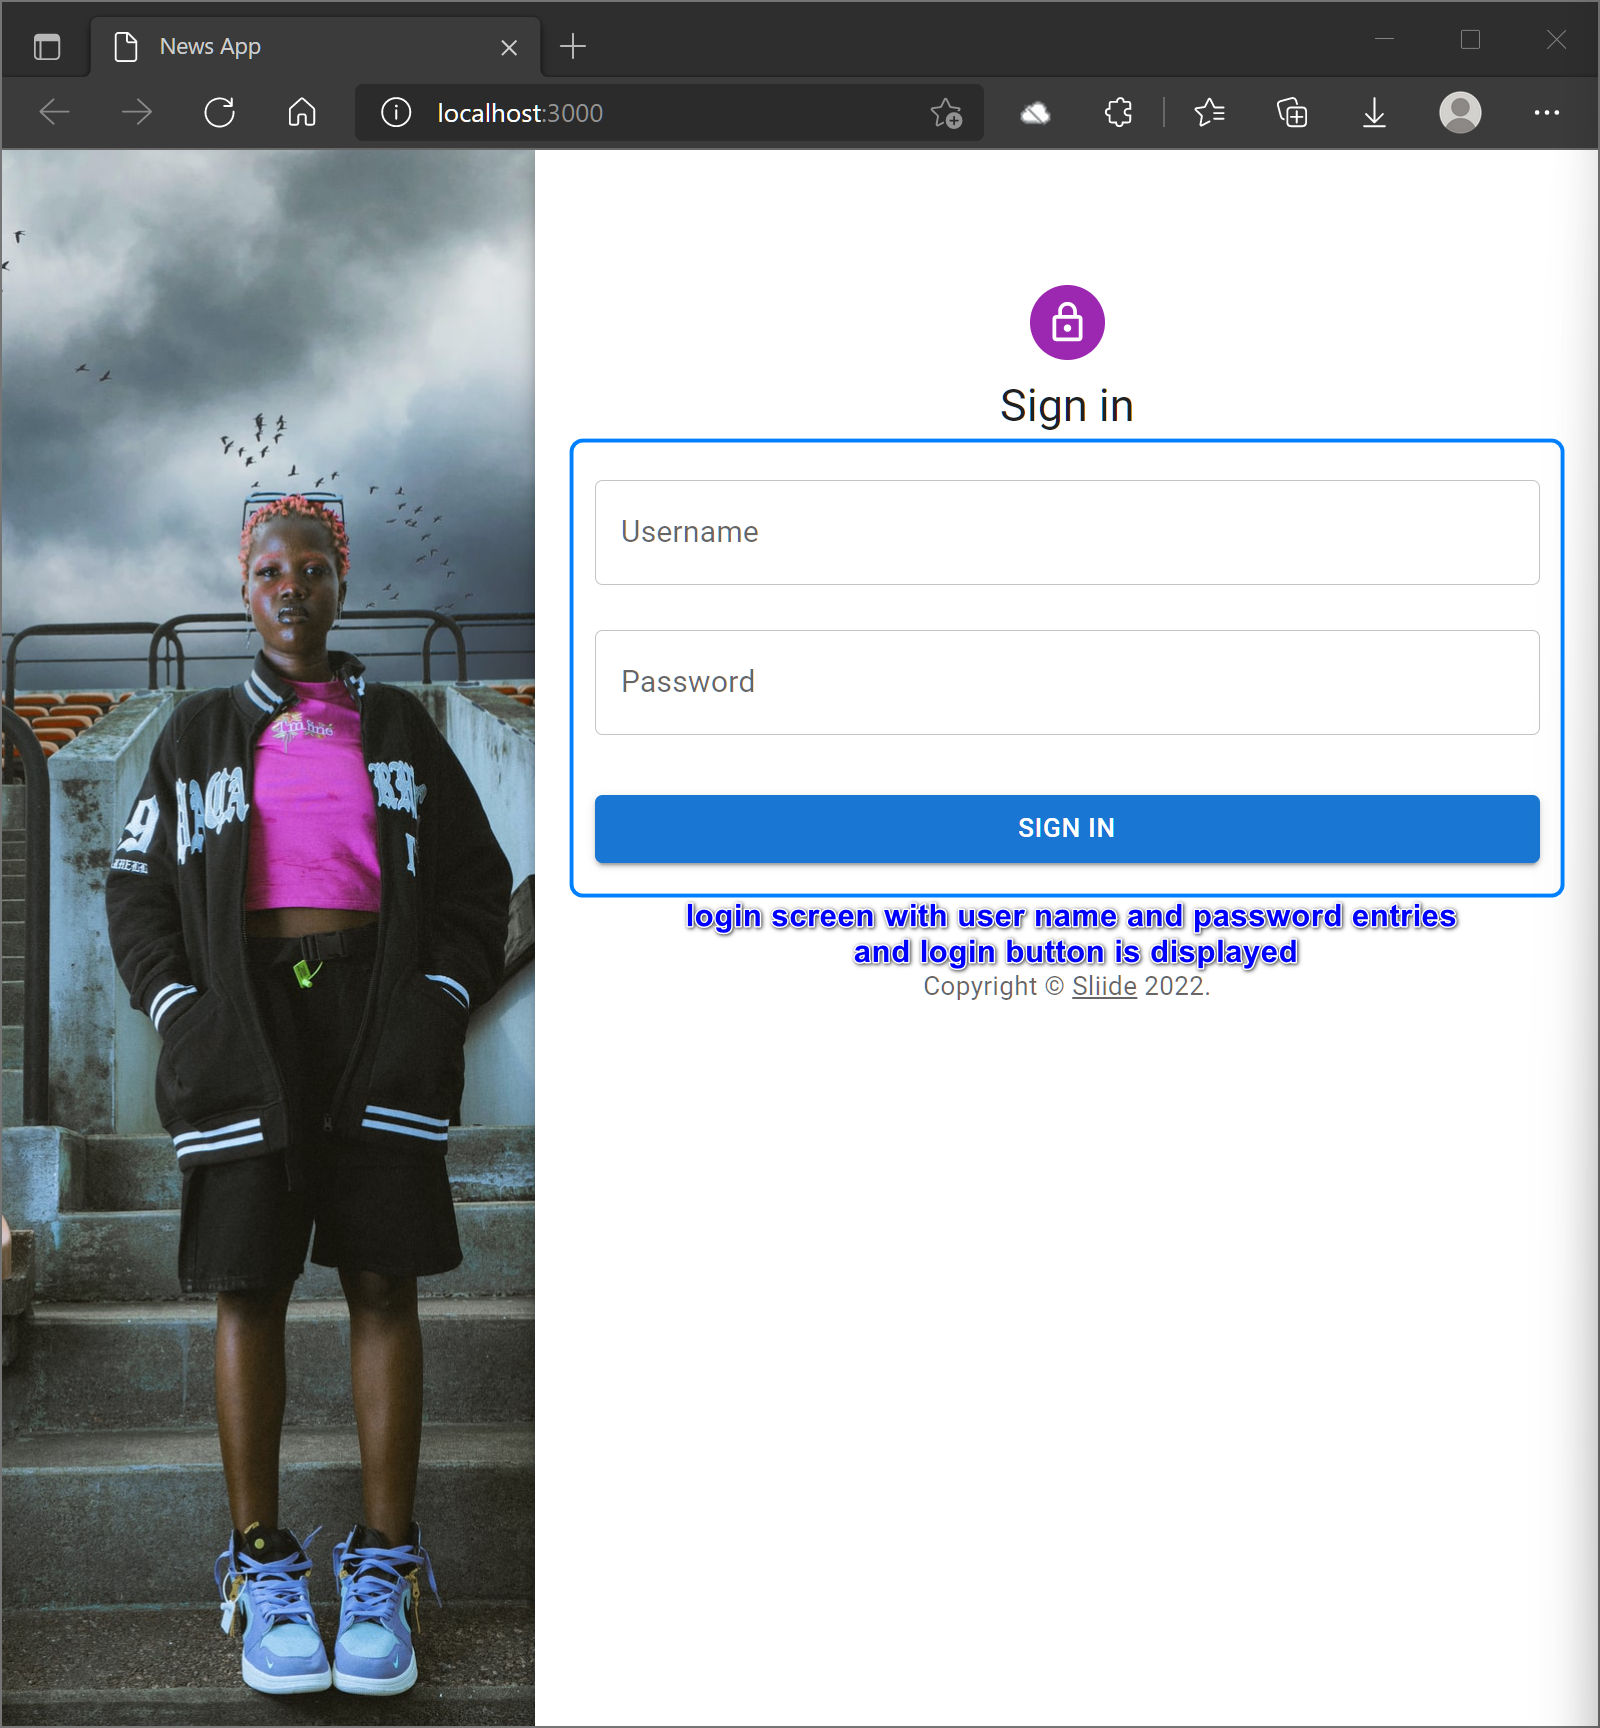 News App
localhost:3000
Sign in
Username
Password
SIGN IN
login screen with user name and password entries
and login button is displayed
Copyright © Sliide 2022.